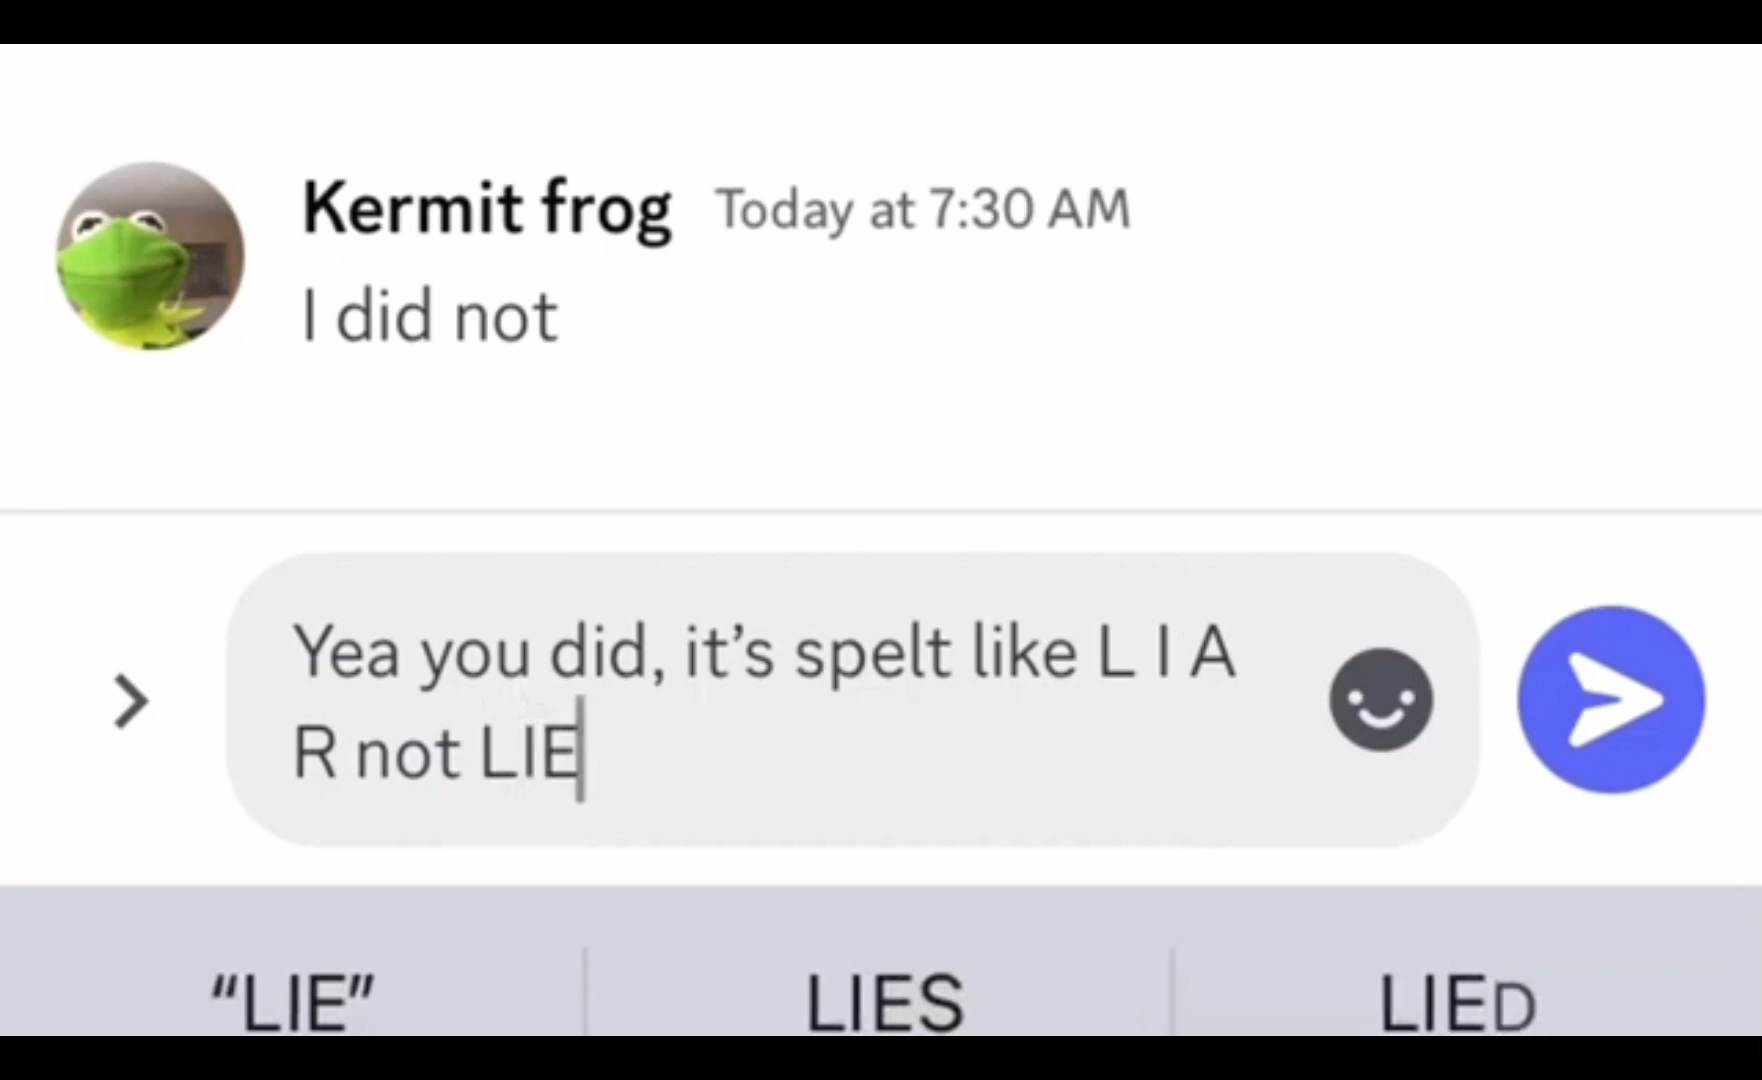 Kermit frog Today at 7:30 AM
I did not
Yea you did, it’s spelt like L I A
R not LIE
“LIE” LIES LIED